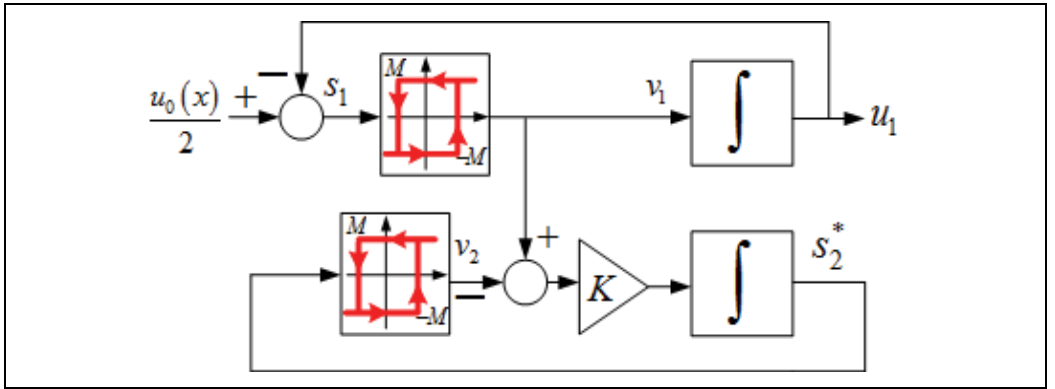 u₀(x)/2
+
−
s₁
M
−M
v₁
∫
u₁
M
−M
v₂
−
+
K
∫
s₂*